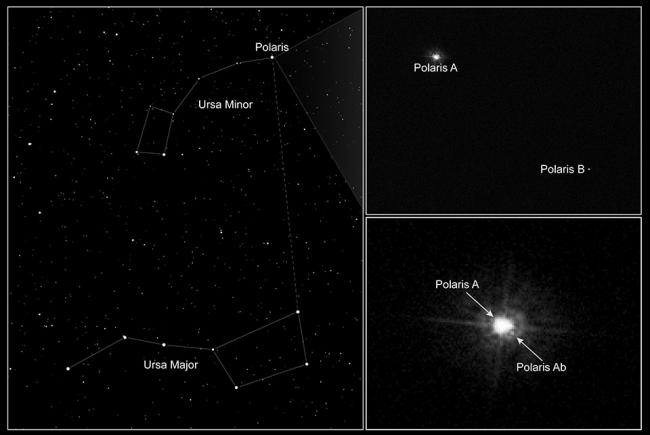 Polaris
Ursa Minor
Ursa Major
Polaris A
Polaris B
Polaris A
Polaris Ab